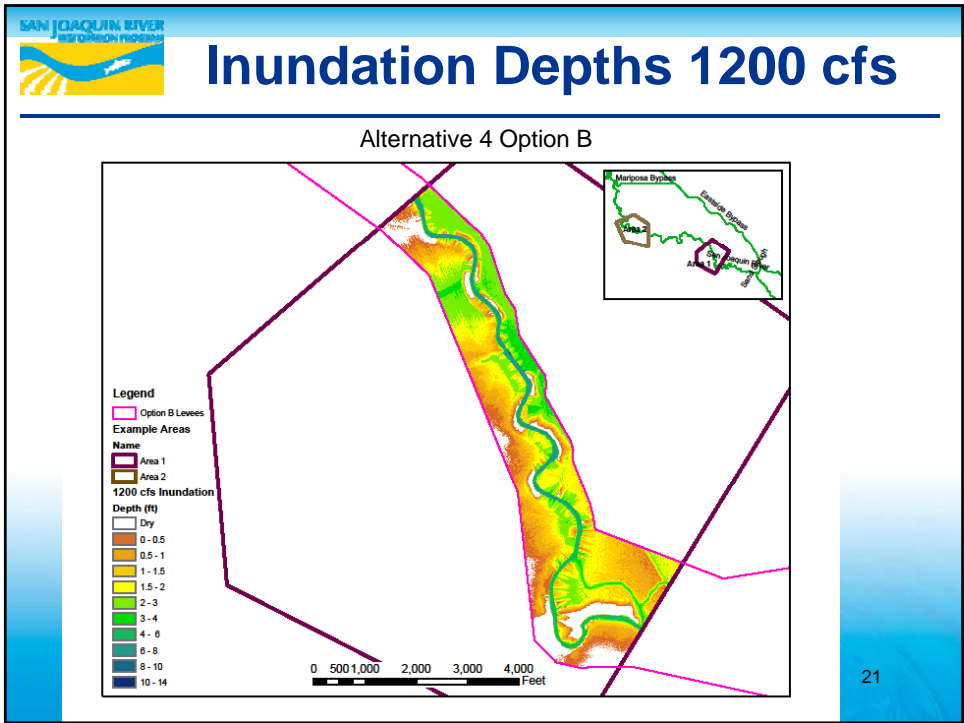 SAN JOAQUIN RIVER
RESTORATION PROGRAM
Inundation Depths 1200 cfs
Alternative 4 Option B
Mariposa Bypass
Eastside Bypass
Area 2
San Joaquin River
Area 1
Sand Slough
Legend
Option B Levees
Example Areas
Name
Area 1
Area 2
1200 cfs Inundation
Depth (ft)
Dry
0 - 0.5
0.5 - 1
1 - 1.5
1.5 - 2
2 - 3
3 - 4
4 - 6
6 - 8
8 - 10
10 - 14
0 500 1,000 2,000 3,000 4,000
Feet
21